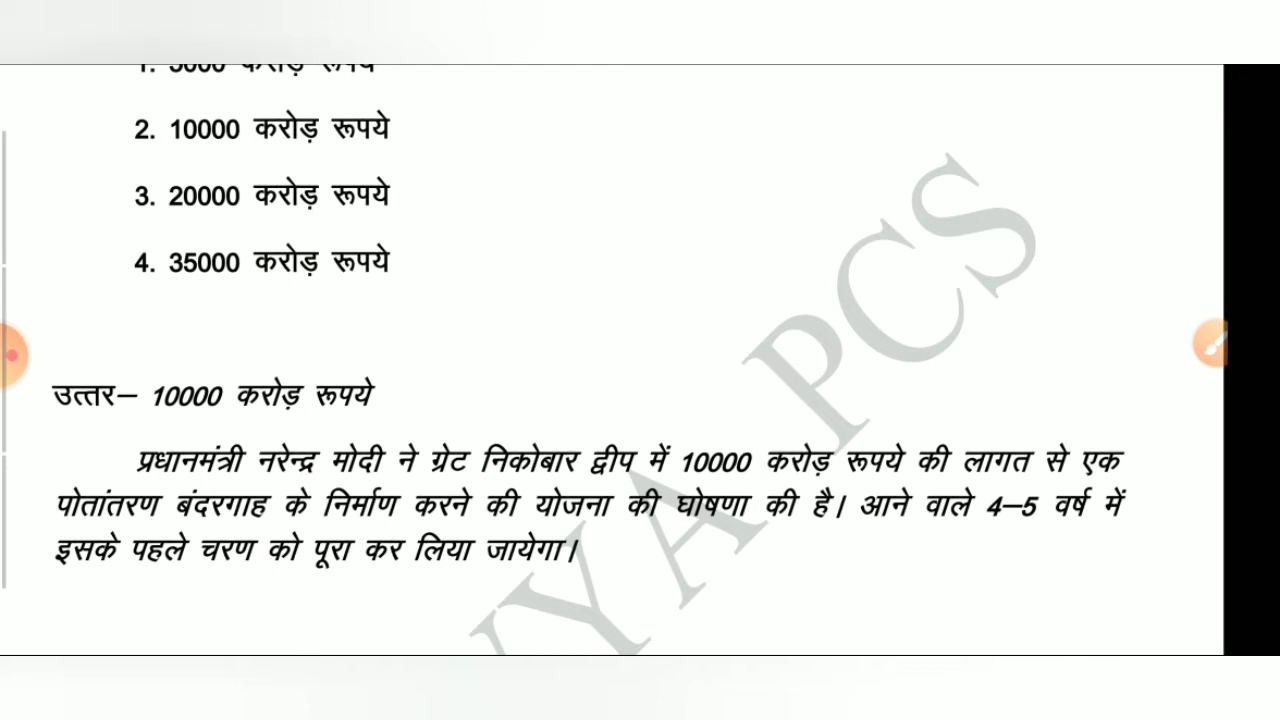 2. 10000 करोड़ रूपये
3. 20000 करोड़ रूपये
4. 35000 करोड़ रूपये
उत्तर– 10000 करोड़ रूपये
प्रधानमंत्री नरेन्द्र मोदी ने ग्रेट निकोबार द्वीप में 10000 करोड़ रूपये की लागत से एक
पोतांतरण बंदरगाह के निर्माण करने की योजना की घोषणा की है। आने वाले 4–5 वर्ष में
इसके पहले चरण को पूरा कर लिया जायेगा।
YA PCS